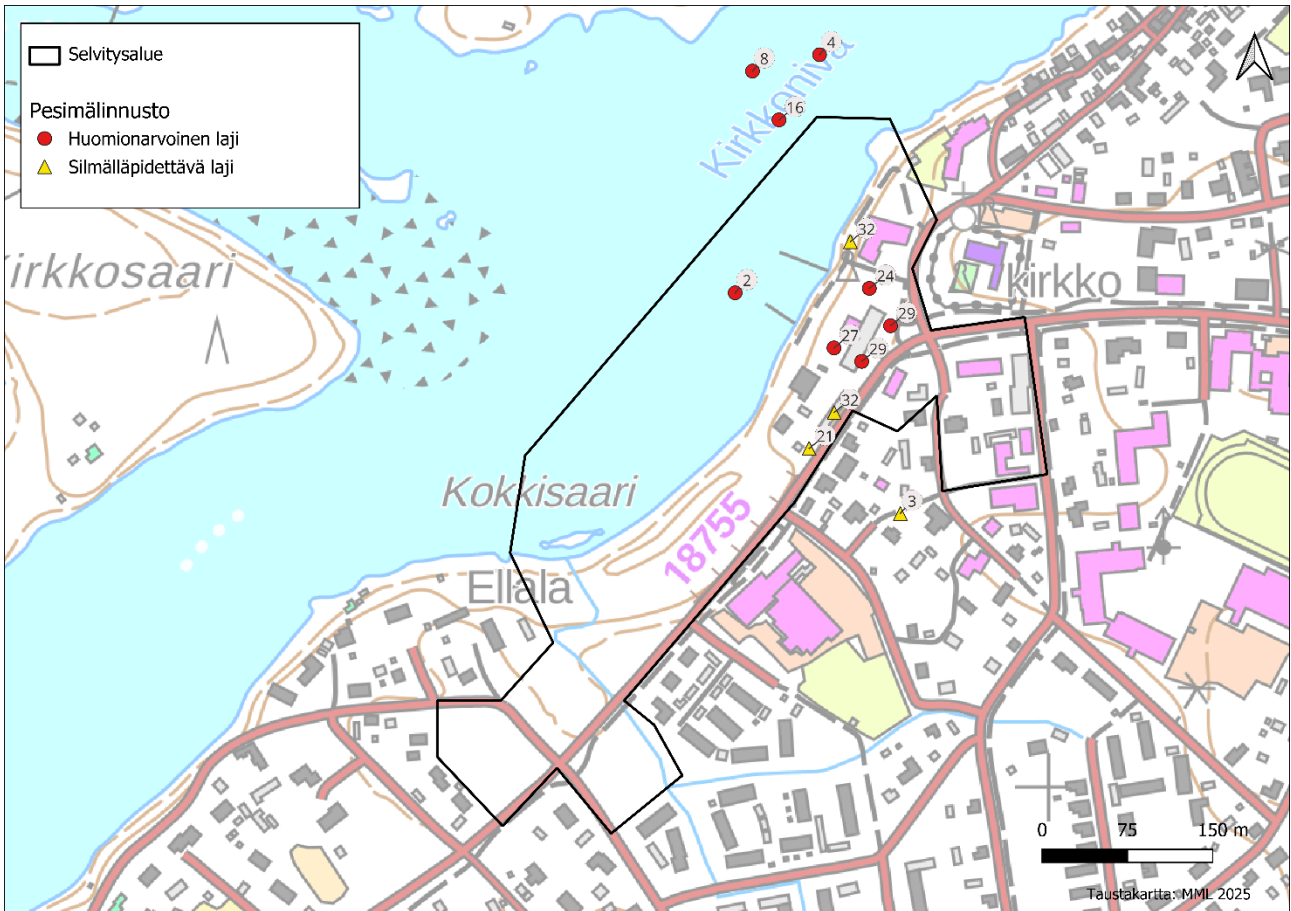 Selvitysalue
Pesimälinnusto
Huomionarvoinen laji
Silmälläpidettävä laji
4
8
16
Kirkkoniva
32
2
24
29
27
29
irkkosaari
kirkko
32
21
Kokkisaari
3
18755
Ellala
0 75 150 m
Taustakartta: MML 2025